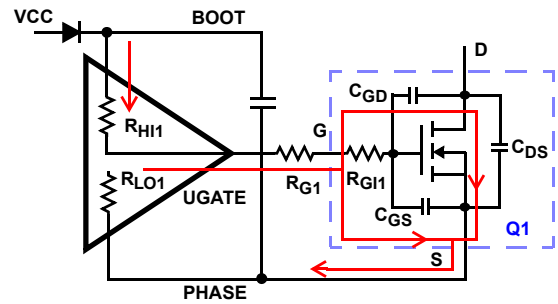 VCC
BOOT
D
CGD
RHI1
G
CDS
RLO1
RG1
RGI1
UGATE
CGS
Q1
S
PHASE